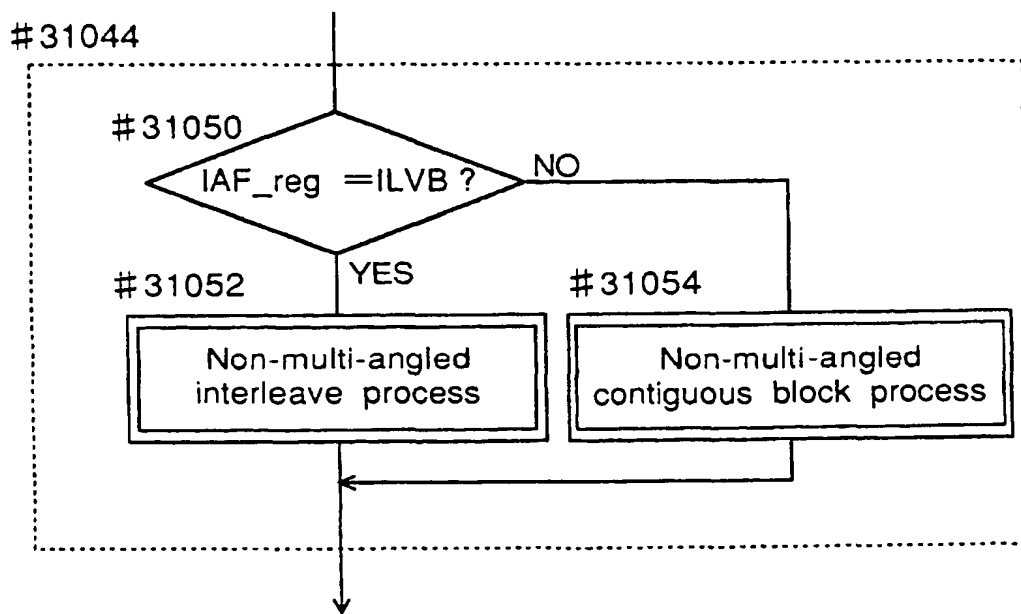 #31044
#31050
IAF_reg =ILVB ?
NO
YES
#31052
#31054
Non-multi-angled
interleave process
Non-multi-angled
contiguous block process